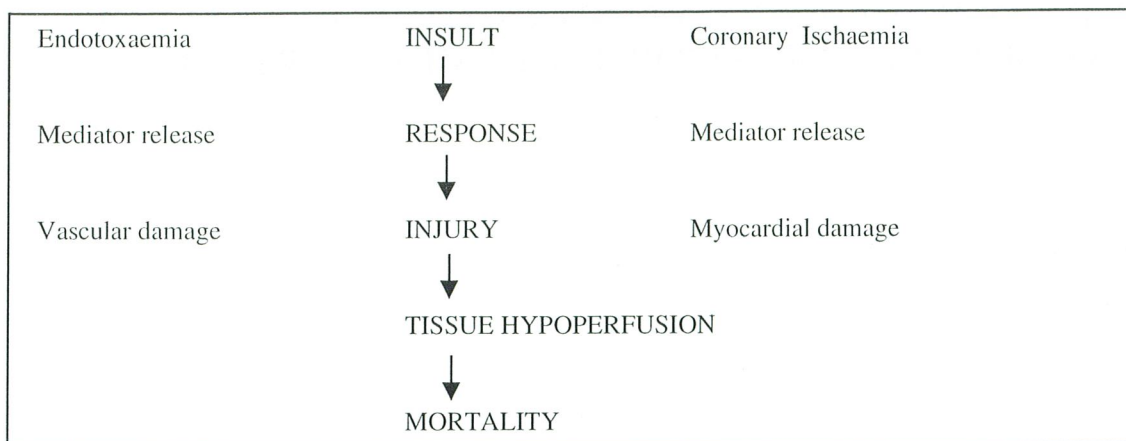 Endotoxaemia INSULT Coronary Ischaemia
Mediator release RESPONSE Mediator release
Vascular damage INJURY Myocardial damage
TISSUE HYPOPERFUSION
MORTALITY